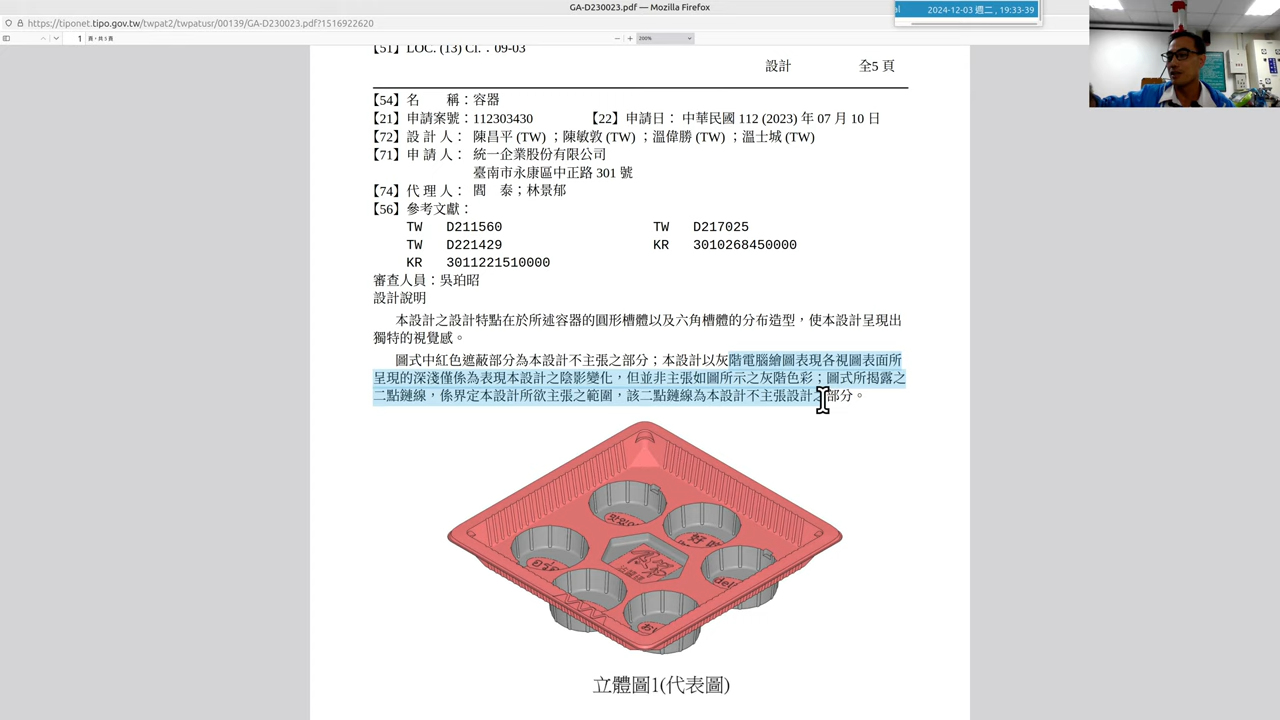 GA-D230023.pdf — Mozilla Firefox
2024-12-03 週二 , 19:33-39
https://tiponet.tipo.gov.tw/twpat2/twpatusr/00139/GA-D230023.pdf?1516922620
1 頁，共 5 頁
200%
【51】LOC. (13) Cl.：09-03
設計 全5 頁
【54】名　　稱：容器
【21】申請案號：112303430 【22】申請日： 中華民國 112 (2023) 年 07 月 10 日
【72】設 計 人： 陳昌平 (TW) ；陳敏敦 (TW) ；溫偉勝 (TW) ；溫士城 (TW)
【71】申 請 人： 統一企業股份有限公司
臺南市永康區中正路 301 號
【74】代 理 人： 閻　泰；林景郁
【56】參考文獻：
TW D211560 TW D217025
TW D221429 KR 3010268450000
KR 3011221510000
審查人員：吳珀昭
設計說明
本設計之設計特點在於所述容器的圓形槽體以及六角槽體的分布造型，使本設計呈現出
獨特的視覺感。
圖式中紅色遮蔽部分為本設計不主張之部分；本設計以灰階電腦繪圖表現各視圖表面所
呈現的深淺僅係為表現本設計之陰影變化，但並非主張如圖所示之灰階色彩；圖式所揭露之
二點鏈線，係界定本設計所欲主張之範圍，該二點鏈線為本設計不主張設計之部分。
好
deli
立體圖1(代表圖)